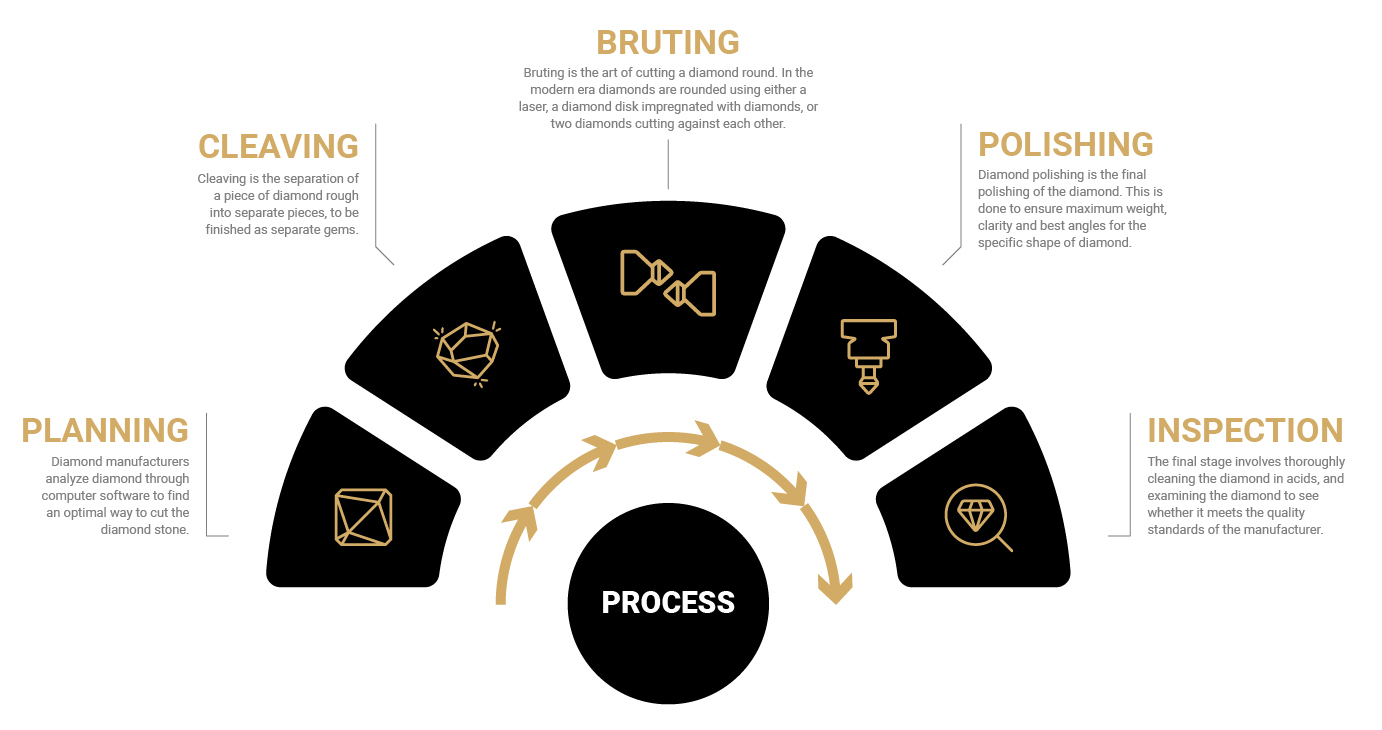 BRUTING
Bruting is the art of cutting a diamond round. In the
modern era diamonds are rounded using either a
laser, a diamond disk impregnated with diamonds, or
two diamonds cutting against each other.
CLEAVING
Cleaving is the separation of
a piece of diamond rough
into separate pieces, to be
finished as separate gems.
POLISHING
Diamond polishing is the final
polishing of the diamond. This is
done to ensure maximum weight,
clarity and best angles for the
specific shape of diamond.
PLANNING
Diamond manufacturers
analyze diamond through
computer software to find
an optimal way to cut the
diamond stone.
INSPECTION
The final stage involves thoroughly
cleaning the diamond in acids, and
examining the diamond to see
whether it meets the quality
standards of the manufacturer.
PROCESS